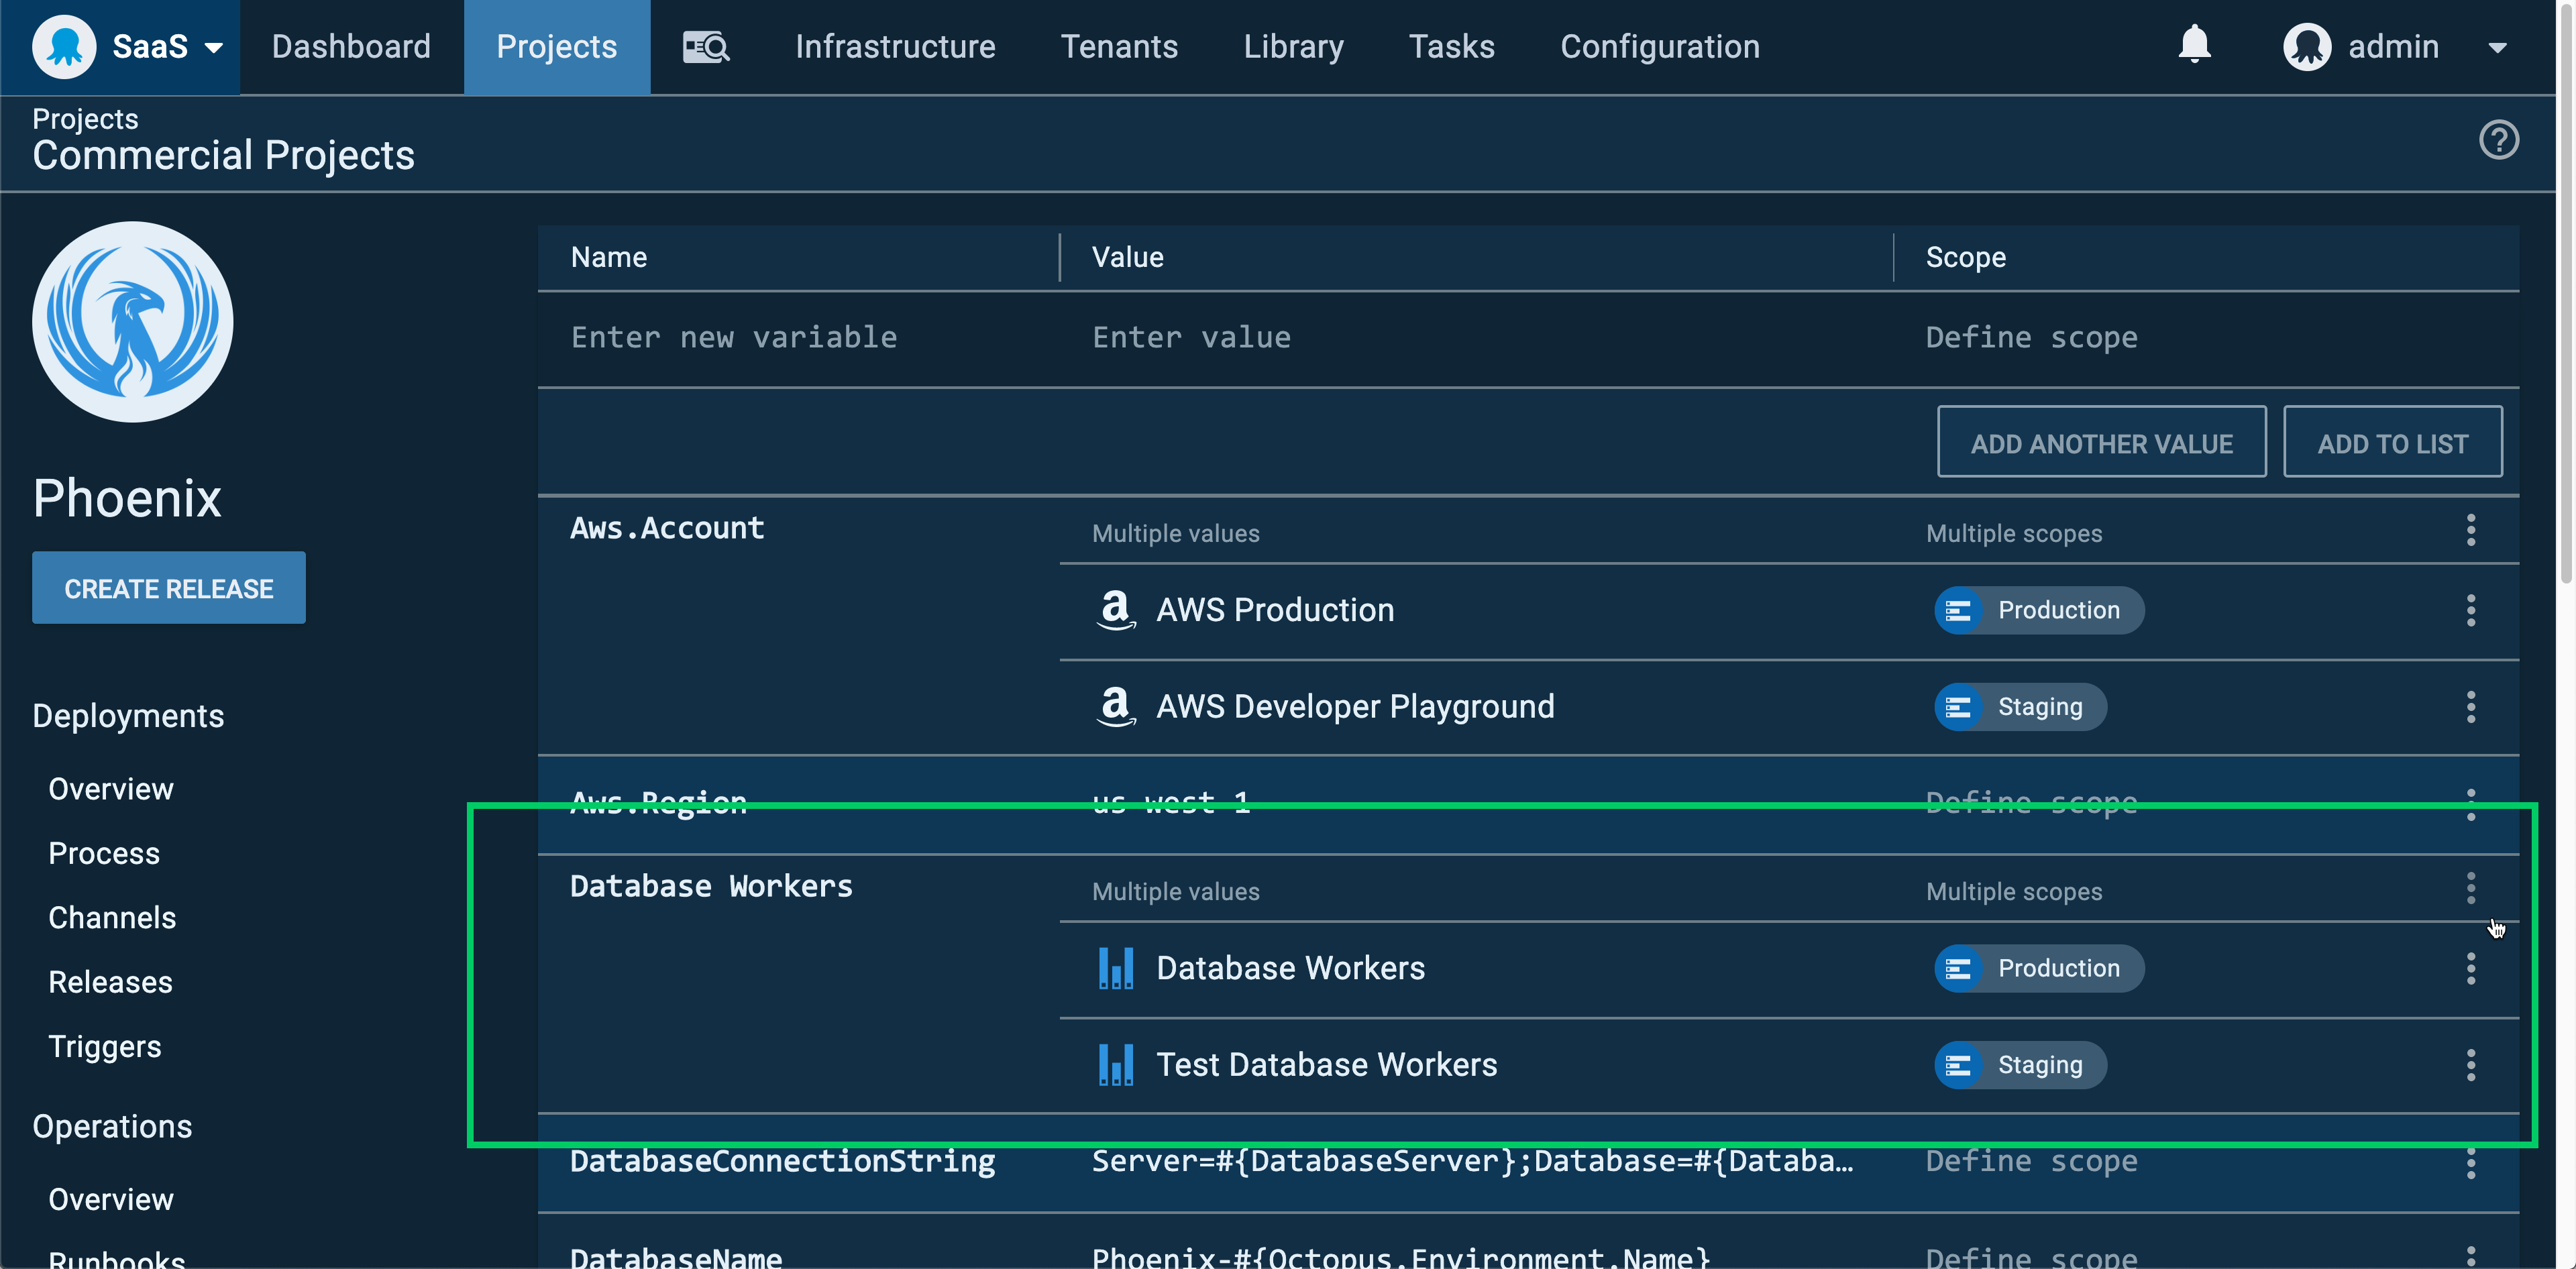 SaaS Dashboard Projects Infrastructure Tenants Library Tasks Configuration admin
Projects
Commercial Projects
?
Phoenix
CREATE RELEASE
Deployments
Overview
Process
Channels
Releases
Triggers
Operations
Overview
Runbooks
Name Value Scope
Enter new variable Enter value Define scope
ADD ANOTHER VALUE ADD TO LIST
Aws.Account Multiple values Multiple scopes
AWS Production Production
AWS Developer Playground Staging
Aws.Region us-west-1 Define scope
Database Workers Multiple values Multiple scopes
Database Workers Production
Test Database Workers Staging
DatabaseConnectionString Server=#{DatabaseServer};Database=#{Databa… Define scope
DatabaseName Phoenix-#{Octopus.Environment.Name} Define scope